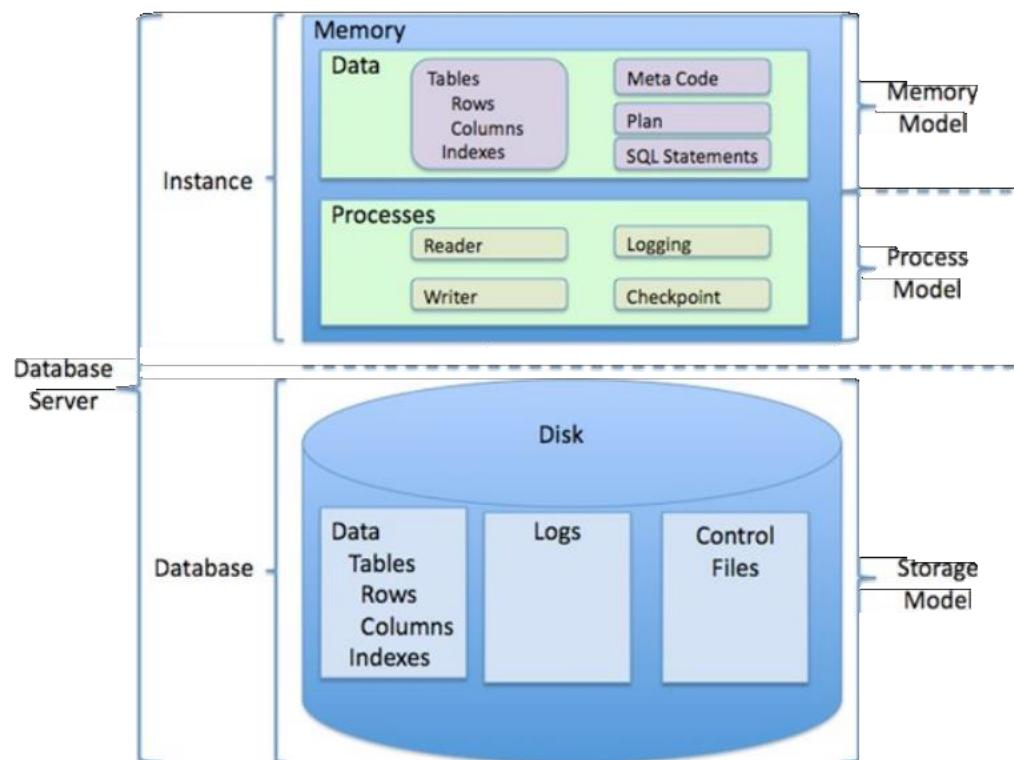 Memory
Data
Tables
Rows
Columns
Indexes
Meta Code
Plan
SQL Statements
Memory
Model
Instance
Processes
Reader
Writer
Logging
Checkpoint
Process
Model
Database
Server
Disk
Data
Tables
Rows
Columns
Indexes
Logs
Control
Files
Database
Storage
Model